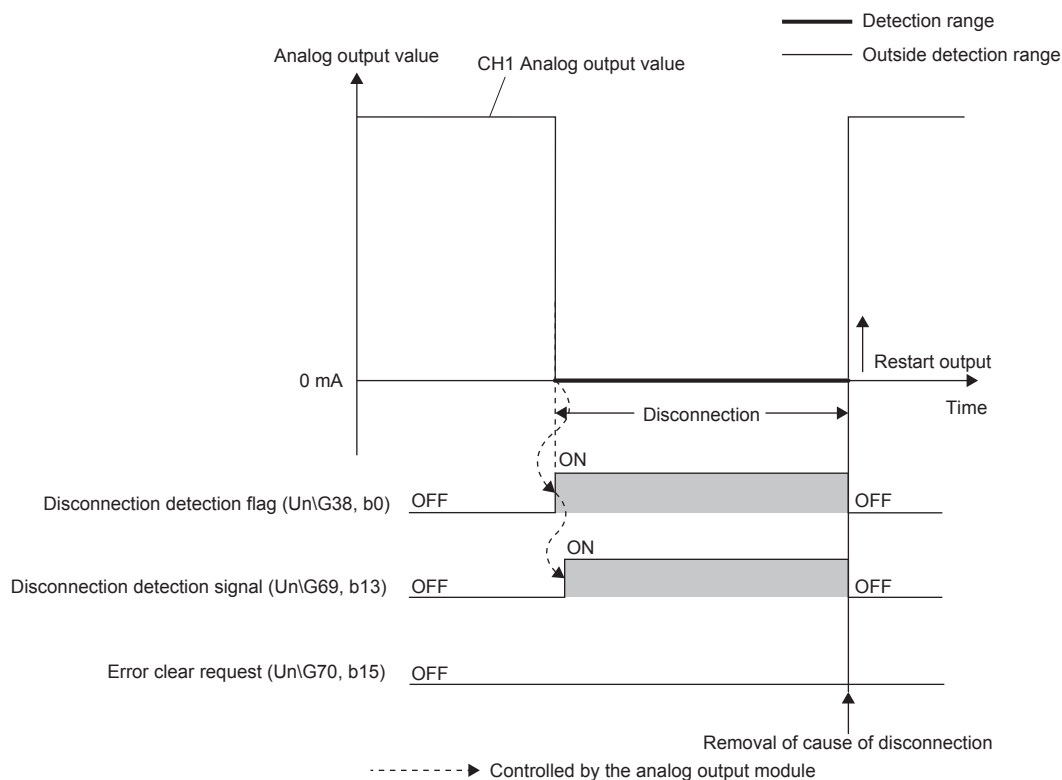 Detection range
Outside detection range
Analog output value
CH1 Analog output value
Restart output
0 mA
Time
Disconnection
ON
Disconnection detection flag (Un\G38, b0)
OFF
OFF
ON
Disconnection detection signal (Un\G69, b13)
OFF
OFF
Error clear request (Un\G70, b15)
OFF
Removal of cause of disconnection
Controlled by the analog output module